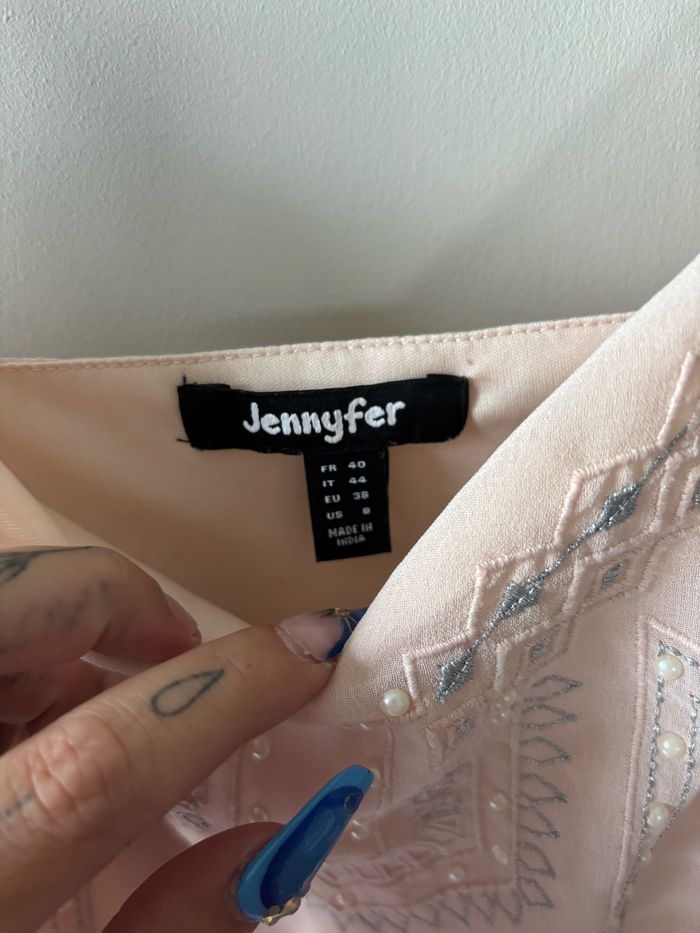 Jennyfer
FR 40
IT 44
EU 38
US 8
MADE IN
INDIA